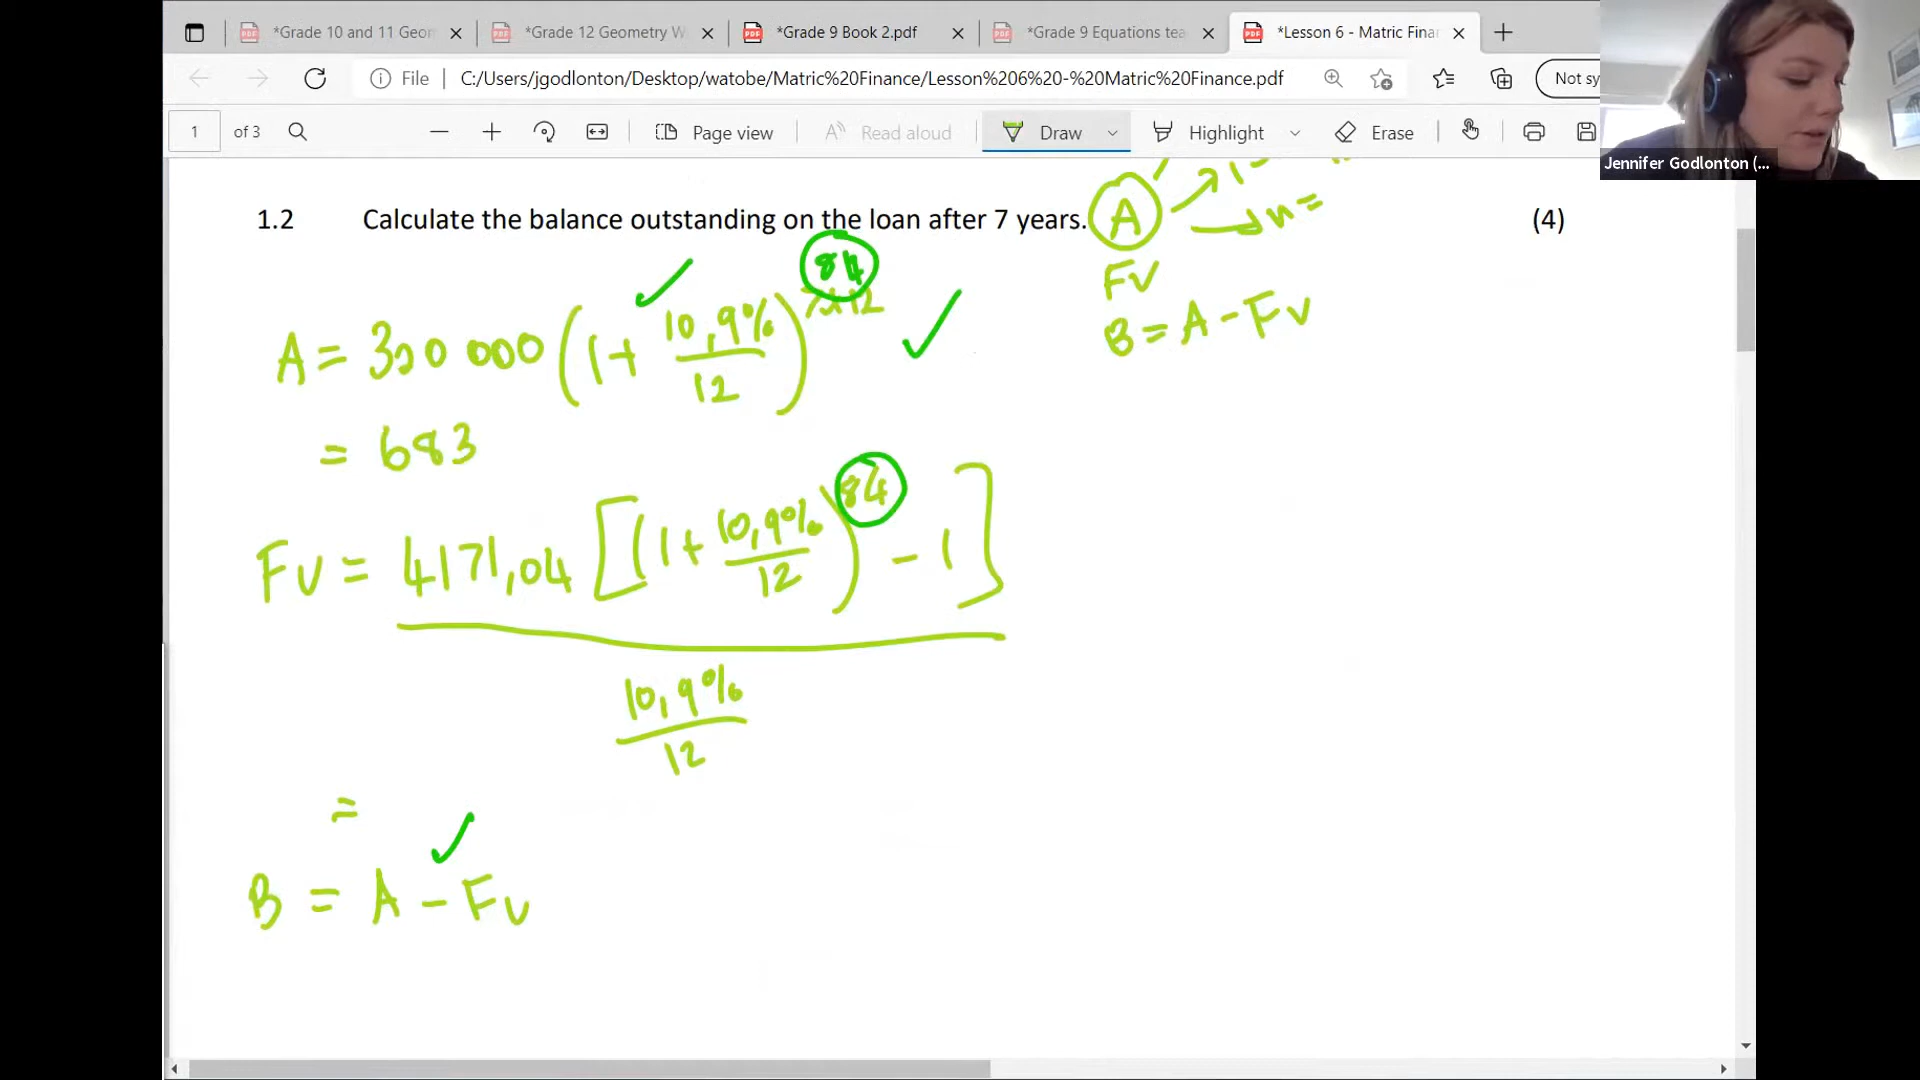 *Grade 10 and 11 Geom
*Grade 12 Geometry W
*Grade 9 Book 2.pdf
*Grade 9 Equations tea
*Lesson 6 - Matric Finan
File
C:/Users/jgodlonton/Desktop/watobe/Matric%20Finance/Lesson%206%20-%20Matric%20Finance.pdf
Not sy
1 of 3
Page view
Read aloud
Draw
Highlight
Erase
Jennifer Godlonton (...
1.2 Calculate the balance outstanding on the loan after 7 years. (4)
A
n =
Fv
B = A - Fv
84
A = 320 000 (1 + 10,9%/12)^7×12
= 683
Fv = 4171,04 [(1 + 10,9%/12)^84 - 1]
10,9%
12
=
B = A - Fv